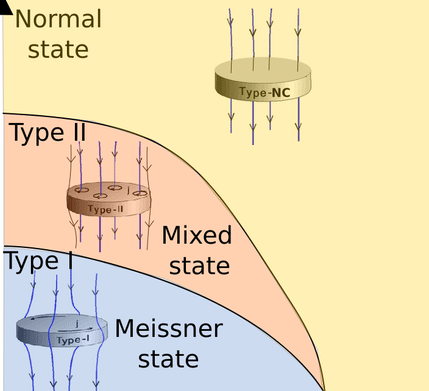 Normal
state
Type-NC
Type II
j
Type-II
Mixed
state
Type I
j
Type-I
Meissner
state